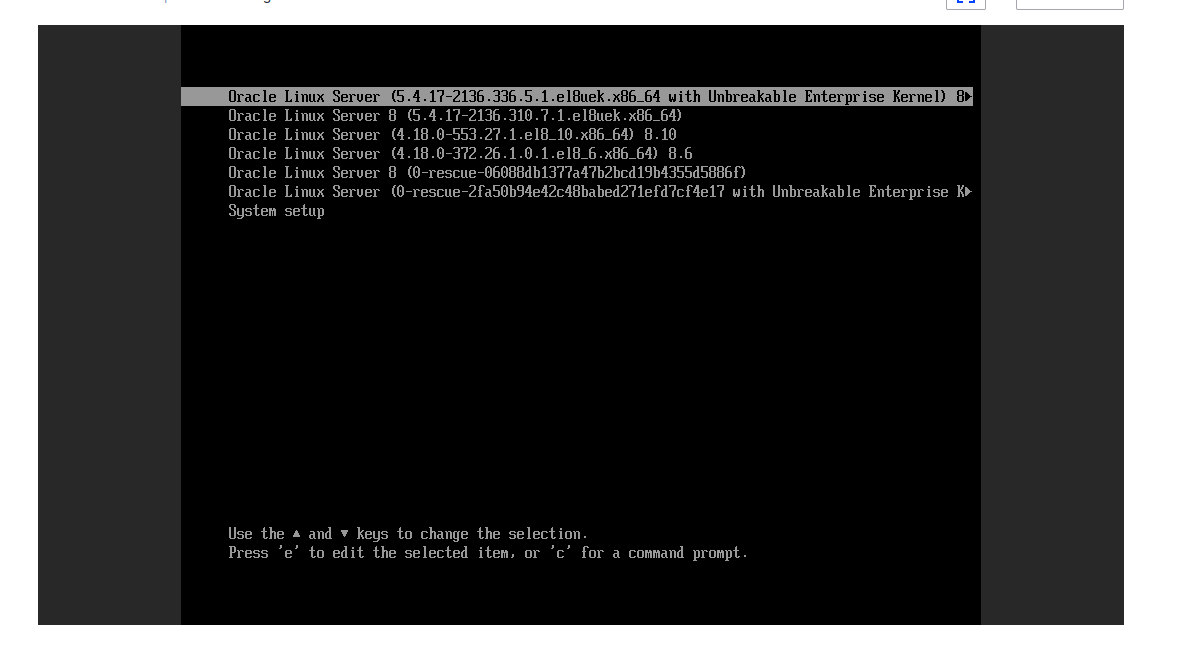 Oracle Linux Server (5.4.17-2136.336.5.1.el8uek.x86_64 with Unbreakable Enterprise Kernel) 8
Oracle Linux Server 8 (5.4.17-2136.310.7.1.el8uek.x86_64)
Oracle Linux Server (4.18.0-553.27.1.el8_10.x86_64) 8.10
Oracle Linux Server (4.18.0-372.26.1.0.1.el8_6.x86_64) 8.6
Oracle Linux Server 8 (0-rescue-06088db1377a47b2bcd19b4355d5886f)
Oracle Linux Server (0-rescue-2fa50b94e42c48babed271efd7cf4e17 with Unbreakable Enterprise K
System setup
Use the ▲ and ▼ keys to change the selection.
Press 'e' to edit the selected item, or 'c' for a command prompt.